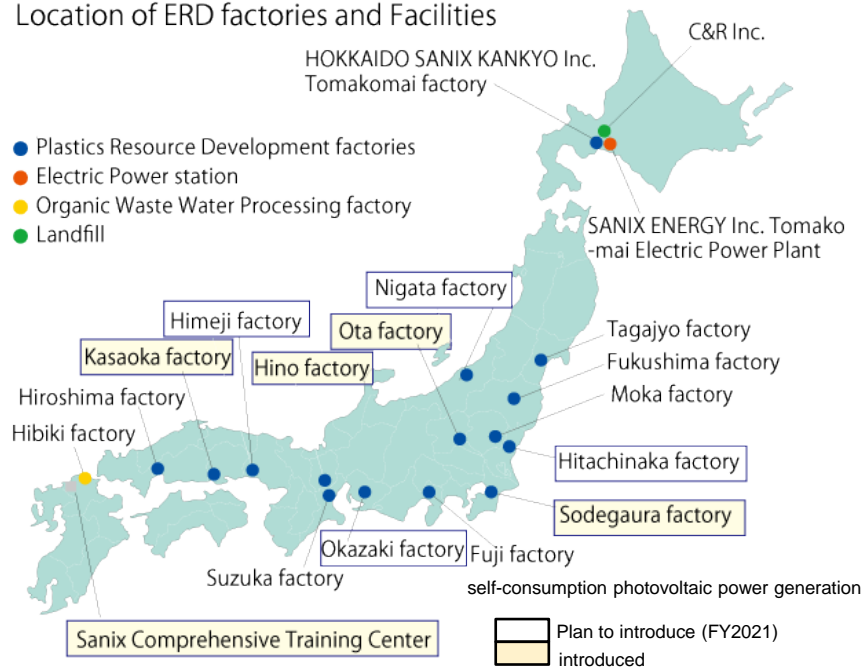 Location of ERD factories and Facilities
C&R Inc.
HOKKAIDO SANIX KANKYO Inc.
Tomakomai factory
Plastics Resource Development factories
Electric Power station
Organic Waste Water Processing factory
Landfill
SANIX ENERGY Inc. Tomako
-mai Electric Power Plant
Nigata factory
Himeji factory
Ota factory
Tagajyo factory
Kasaoka factory
Hino factory
Fukushima factory
Hiroshima factory
Moka factory
Hibiki factory
Hitachinaka factory
Sodegaura factory
Okazaki factory
Fuji factory
Suzuka factory
self-consumption photovoltaic power generation
Sanix Comprehensive Training Center
Plan to introduce (FY2021)
introduced